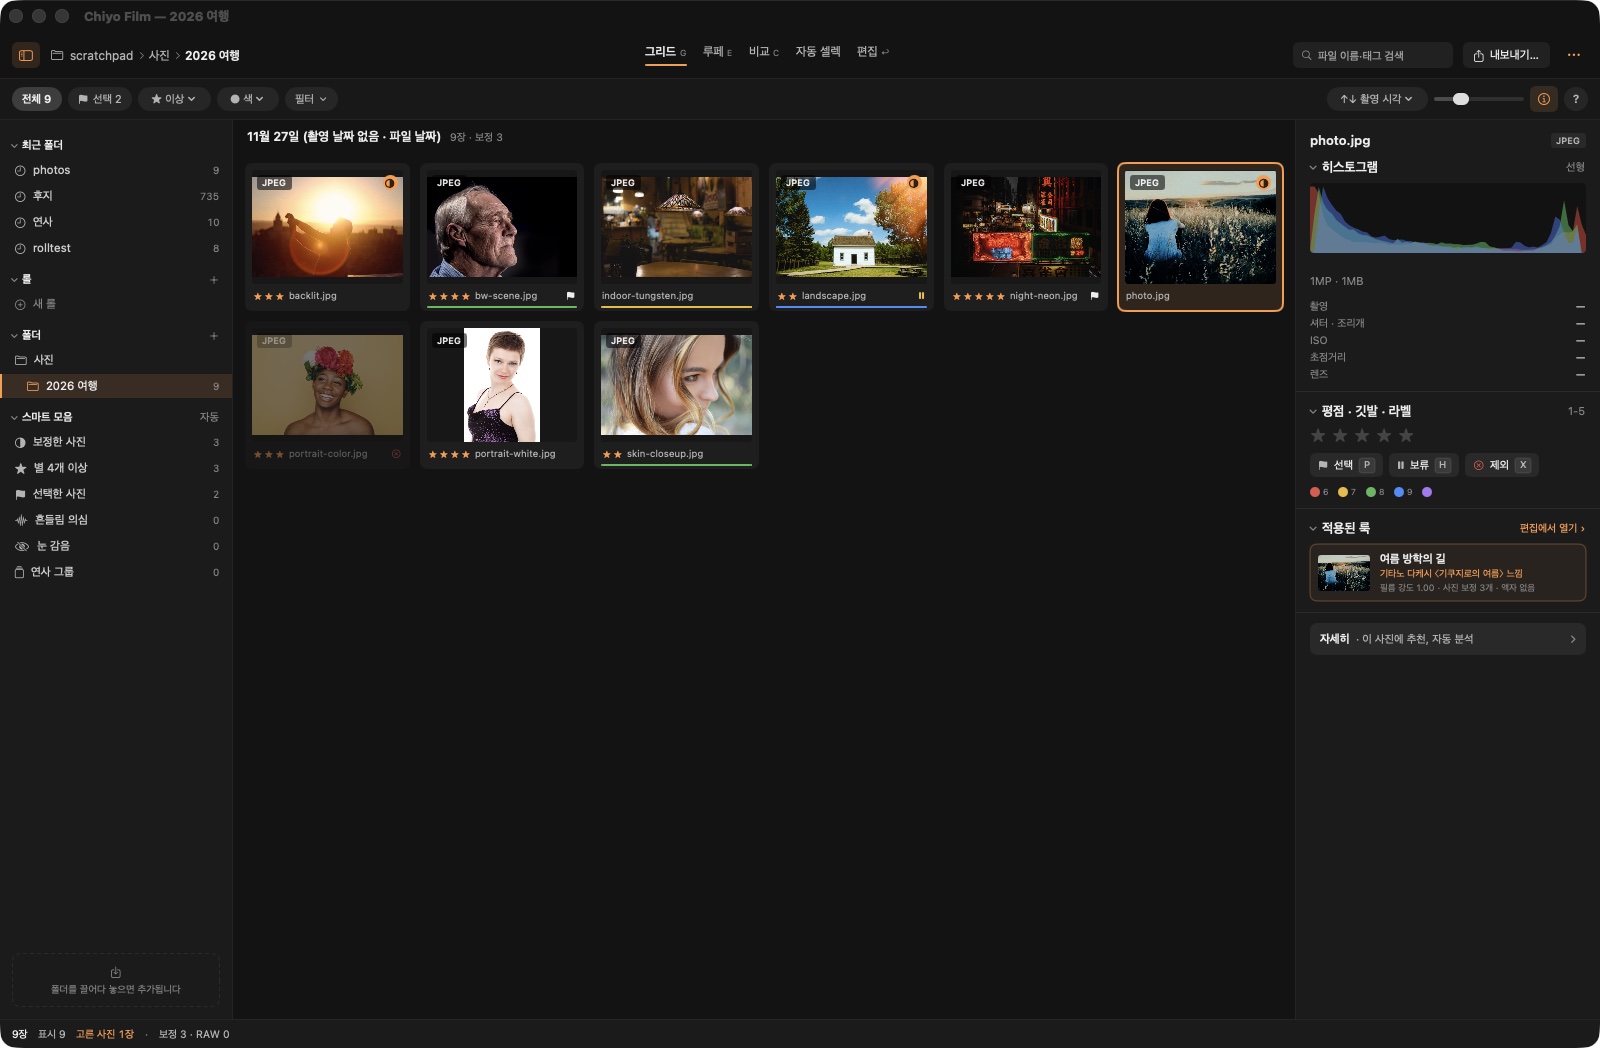 Chiyo Film — 2026 여행
scratchpad › 사진 › 2026 여행
그리드 G 루페 E 비교 C 자동 셀렉 편집 ↩
파일 이름·태그 검색
내보내기...
전체 9 선택 2 이상 색 필터
↑↓ 촬영 시각
?
최근 폴더
photos 9
후지 735
연사 10
rolltest 8
롤 +
새 롤
폴더 +
사진
2026 여행 9
스마트 모음 자동
보정한 사진 3
별 4개 이상 3
선택한 사진 2
흔들림 의심 0
눈 감음 0
연사 그룹 0
폴더를 끌어다 놓으면 추가됩니다
11월 27일 (촬영 날짜 없음 · 파일 날짜) 9장 · 보정 3
JPEG JPEG JPEG JPEG JPEG JPEG
★★★ backlit.jpg
★★★★ bw-scene.jpg
indoor-tungsten.jpg
★★ landscape.jpg
★★★★★ night-neon.jpg
photo.jpg
JPEG JPEG JPEG
★★★ portrait-color.jpg
★★★★ portrait-white.jpg
★★ skin-closeup.jpg
photo.jpg JPEG
히스토그램 선형
1MP · 1MB
촬영 —
셔터 · 조리개 —
ISO —
초점거리 —
렌즈 —
평점 · 깃발 · 라벨 1-5
★★★★★
선택 P 보류 H 제외 X
6 7 8 9
적용된 룩 편집에서 열기 ›
여름 방학의 길
기타노 다케시 〈기쿠지로의 여름〉 느낌
필름 강도 1.00 · 사진 보정 3개 · 액자 없음
자세히 · 이 사진에 추천, 자동 분석
9장 표시 9 고른 사진 1장 · 보정 3 · RAW 0